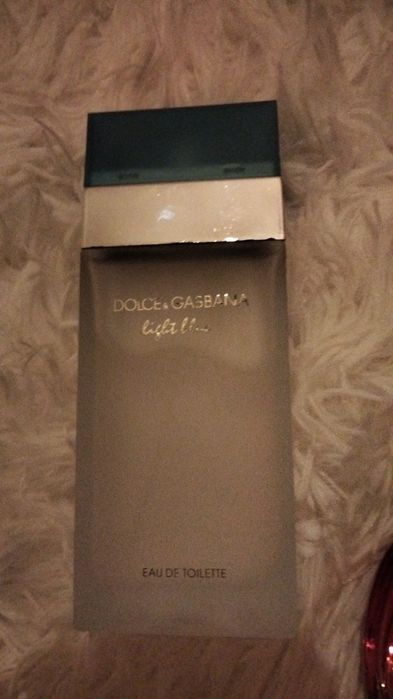 DOLCE & GABBANA
light blue
EAU DE TOILETTE